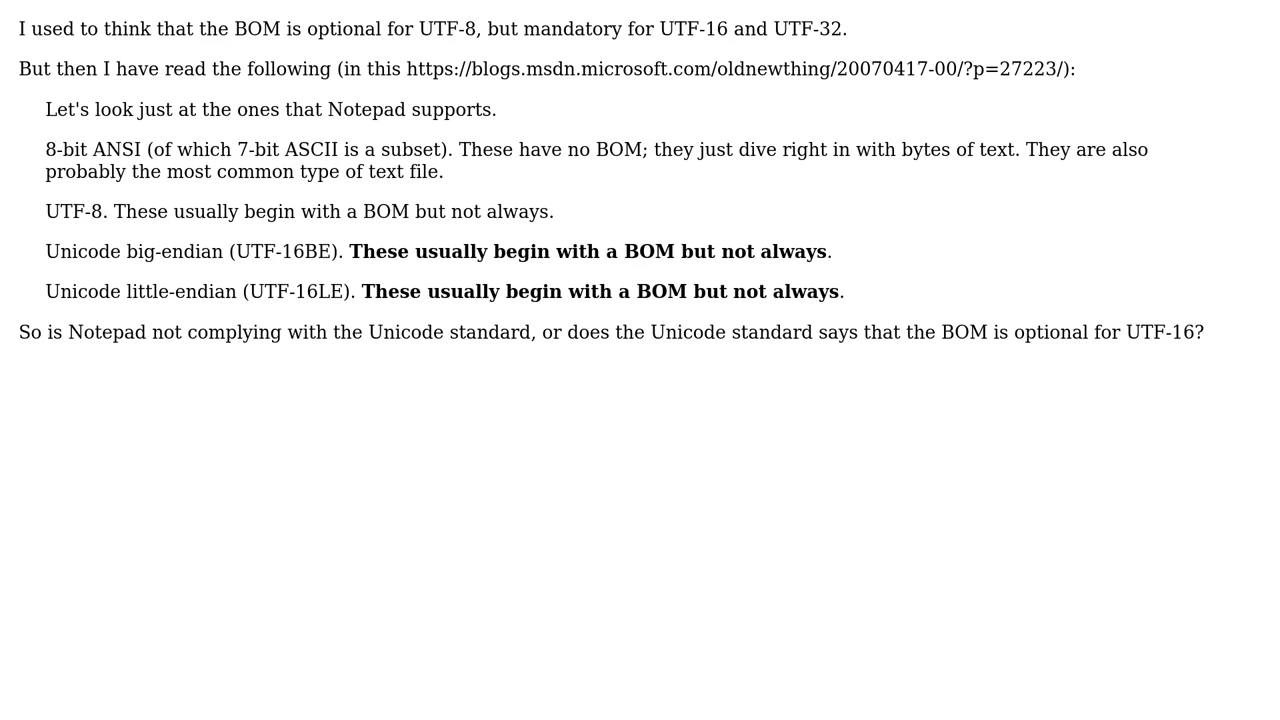 I used to think that the BOM is optional for UTF-8, but mandatory for UTF-16 and UTF-32.
But then I have read the following (in this https://blogs.msdn.microsoft.com/oldnewthing/20070417-00/?p=27223/):
Let's look just at the ones that Notepad supports.
8-bit ANSI (of which 7-bit ASCII is a subset). These have no BOM; they just dive right in with bytes of text. They are also
probably the most common type of text file.
UTF-8. These usually begin with a BOM but not always.
Unicode big-endian (UTF-16BE). These usually begin with a BOM but not always.
Unicode little-endian (UTF-16LE). These usually begin with a BOM but not always.
So is Notepad not complying with the Unicode standard, or does the Unicode standard says that the BOM is optional for UTF-16?